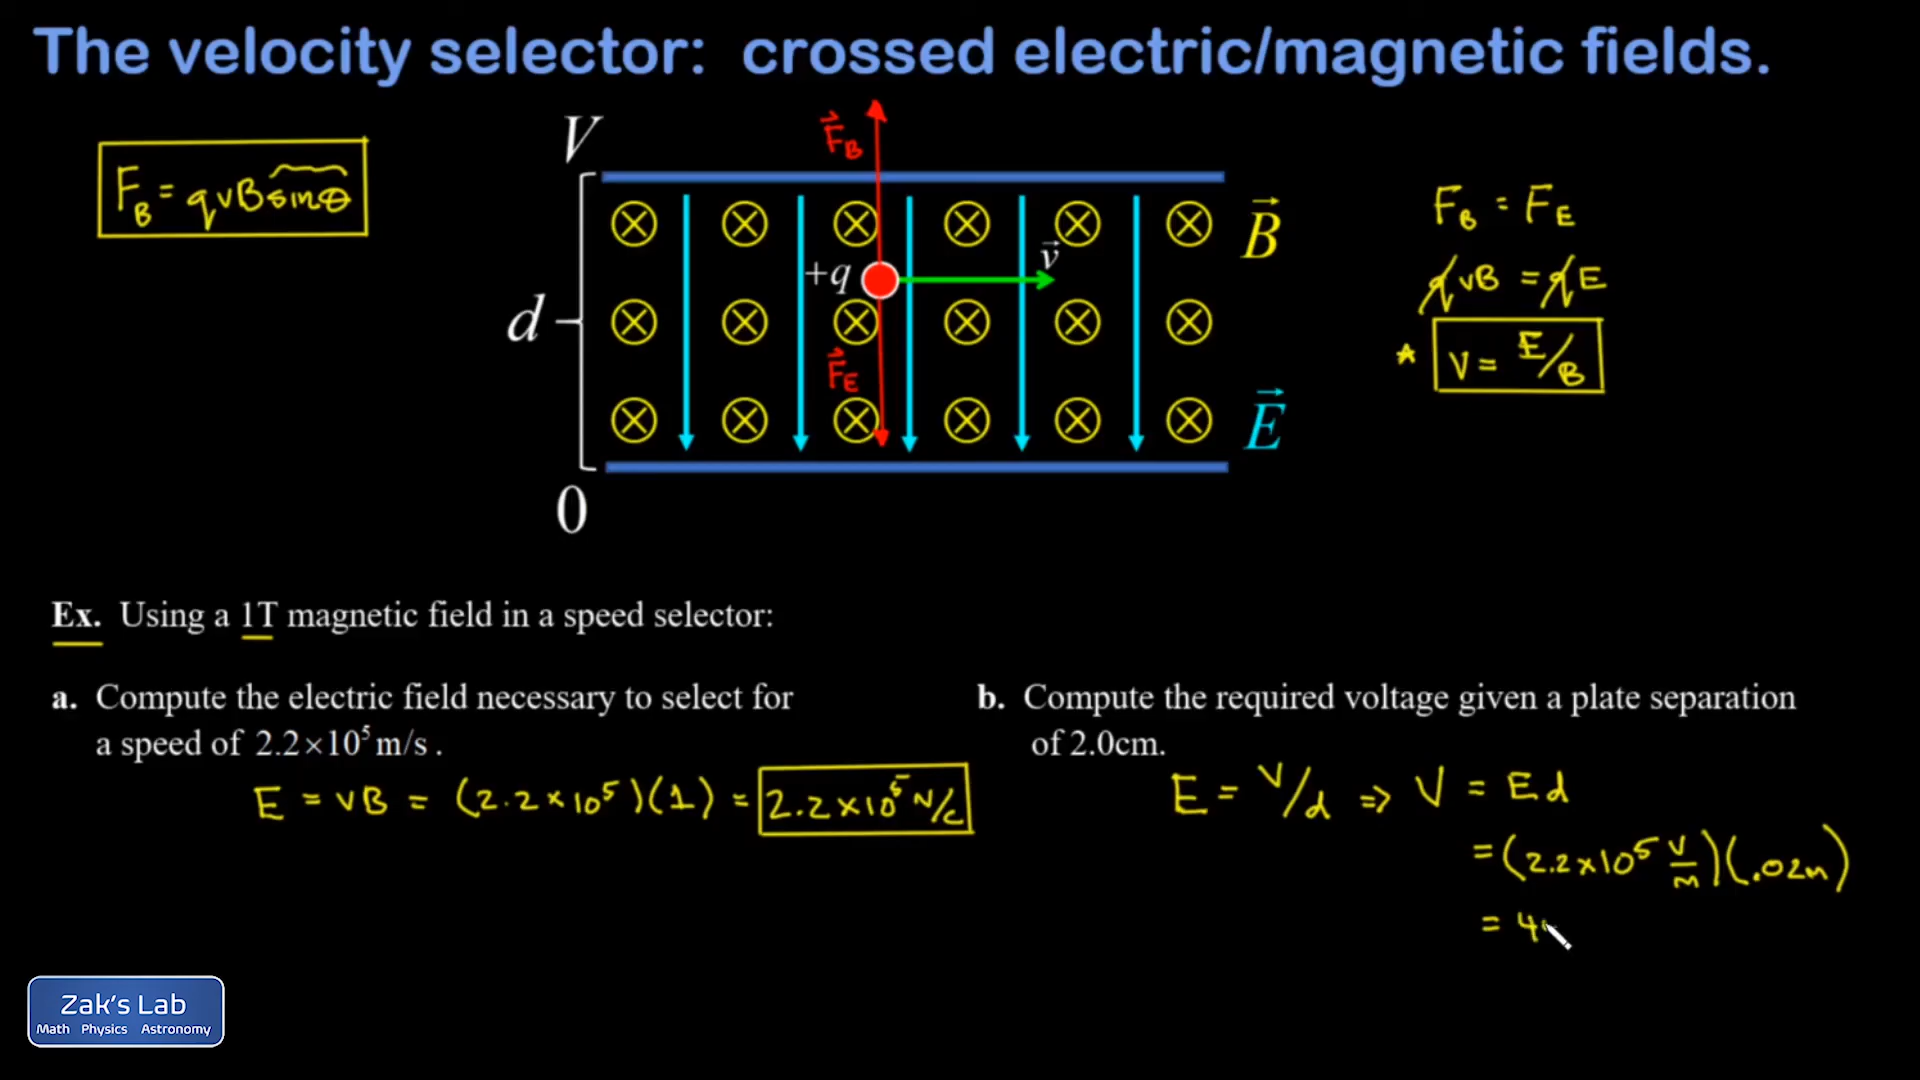 The velocity selector: crossed electric/magnetic fields.
F_B = qvB sinθ
V
F_B
+q
v
B
d
F_E
E
0
F_B = F_E
qvB = qE
* v = E/B
Ex. Using a 1T magnetic field in a speed selector:
a. Compute the electric field necessary to select for
a speed of 2.2×10⁵ m/s.
E = vB = (2.2×10⁵)(1) = 2.2×10⁵ N/C
b. Compute the required voltage given a plate separation
of 2.0cm.
E = V/d ⇒ V = Ed
= (2.2×10⁵ V/m)(.02m)
= 4
Zak's Lab
Math Physics Astronomy